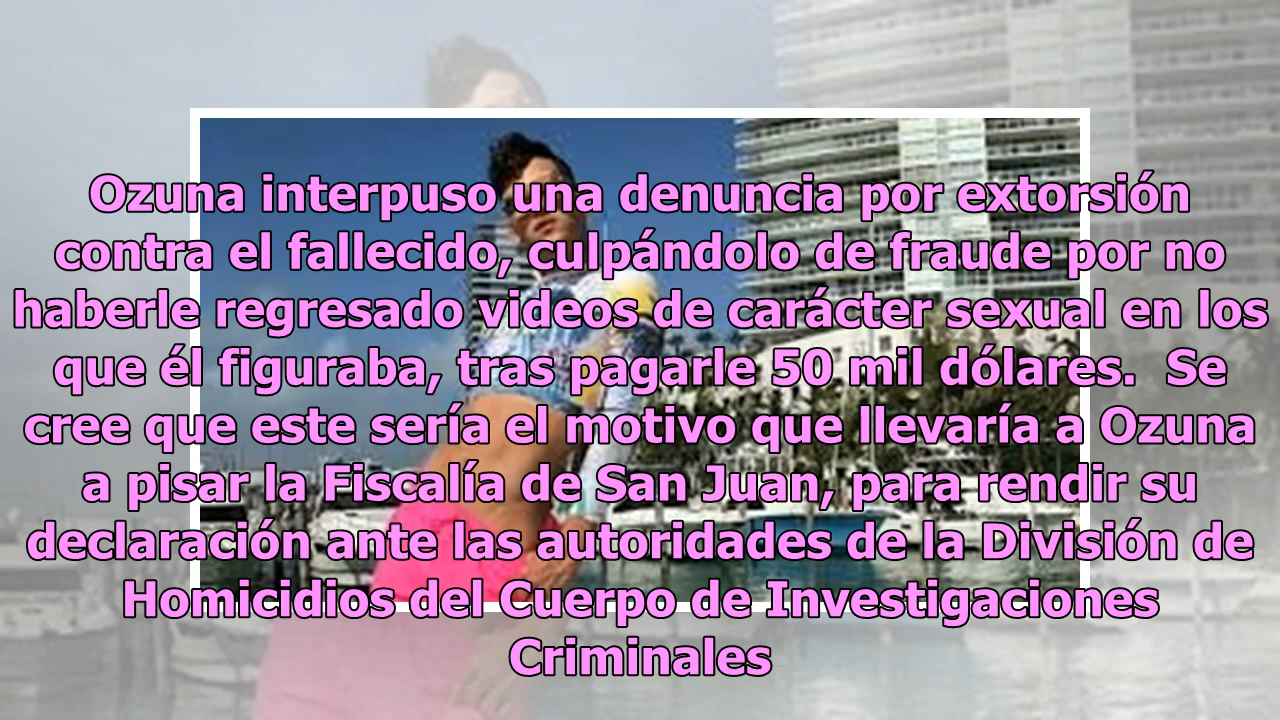 Ozuna interpuso una denuncia por extorsión
contra el fallecido, culpándolo de fraude por no
haberle regresado videos de carácter sexual en los
que él figuraba, tras pagarle 50 mil dólares.  Se
cree que este sería el motivo que llevaría a Ozuna
a pisar la Fiscalía de San Juan, para rendir su
declaración ante las autoridades de la División de
Homicidios del Cuerpo de Investigaciones
Criminales